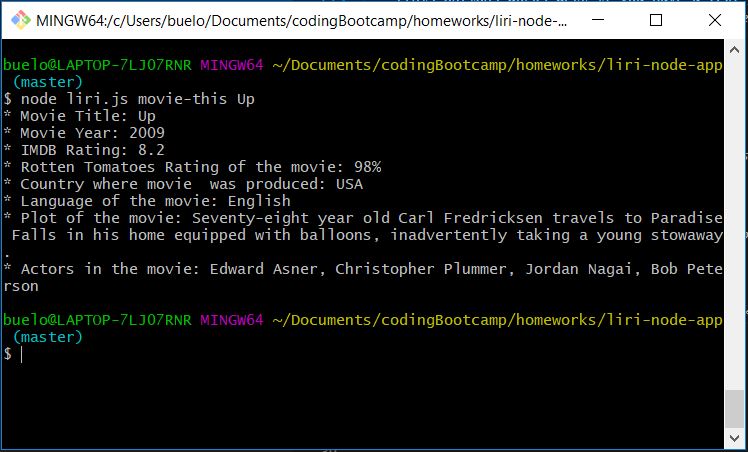 MINGW64:/c/Users/buelo/Documents/codingBootcamp/homeworks/liri-node-...
buelo@LAPTOP-7LJO7RNR MINGW64 ~/Documents/codingBootcamp/homeworks/liri-node-app
(master)
$ node liri.js movie-this Up
* Movie Title: Up
* Movie Year: 2009
* IMDB Rating: 8.2
* Rotten Tomatoes Rating of the movie: 98%
* Country where movie  was produced: USA
* Language of the movie: English
* Plot of the movie: Seventy-eight year old Carl Fredricksen travels to Paradise
 Falls in his home equipped with balloons, inadvertently taking a young stowaway
.
* Actors in the movie: Edward Asner, Christopher Plummer, Jordan Nagai, Bob Pete
rson
buelo@LAPTOP-7LJO7RNR MINGW64 ~/Documents/codingBootcamp/homeworks/liri-node-app
(master)
$